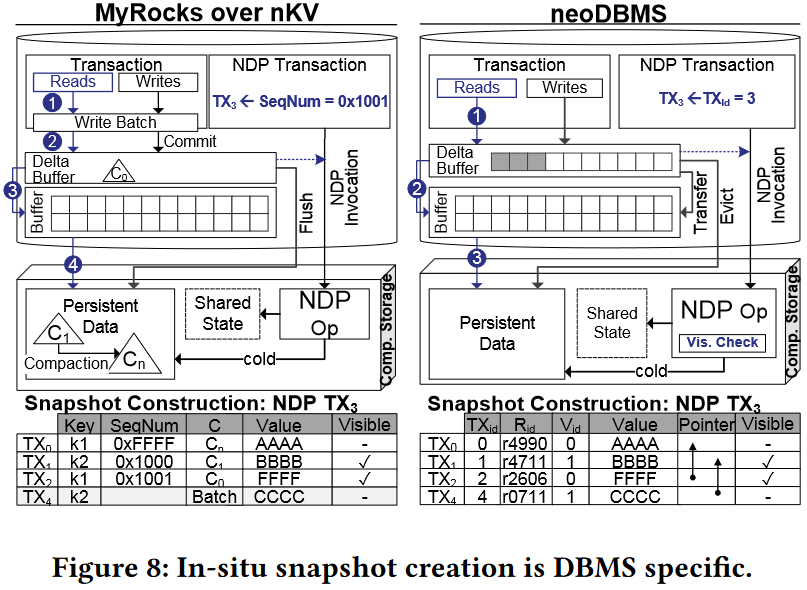 MyRocks over nKV
Transaction
Reads
Writes
NDP Transaction
TX3 ← SeqNum = 0x1001
1
Write Batch
2
Commit
Delta
Buffer
C0
3
Buffer
Flush
NDP
Invocation
4
Persistent
Data
C1
Compaction
Cn
Shared
State
NDP
Op
cold
Comp. Storage
Snapshot Construction: NDP TX3
Key SeqNum C Value Visible
TX0 k1 0xFFFF Cn AAAA -
TX1 k2 0x1000 C1 BBBB ✓
TX2 k1 0x1001 C0 FFFF ✓
TX4 k2 Batch CCCC -
neoDBMS
Transaction
Reads
Writes
NDP Transaction
TX3 ← TXid = 3
1
Delta
Buffer
2
Buffer
Transfer
Evict
NDP
Invocation
3
Persistent
Data
Shared
State
NDP Op
Vis. Check
cold
Comp. Storage
Snapshot Construction: NDP TX3
TXid Rid Vid Value Pointer Visible
TX0 0 r4990 0 AAAA -
TX1 1 r4711 1 BBBB ✓
TX2 2 r2606 0 FFFF ✓
TX4 4 r0711 1 CCCC -
Figure 8: In-situ snapshot creation is DBMS specific.